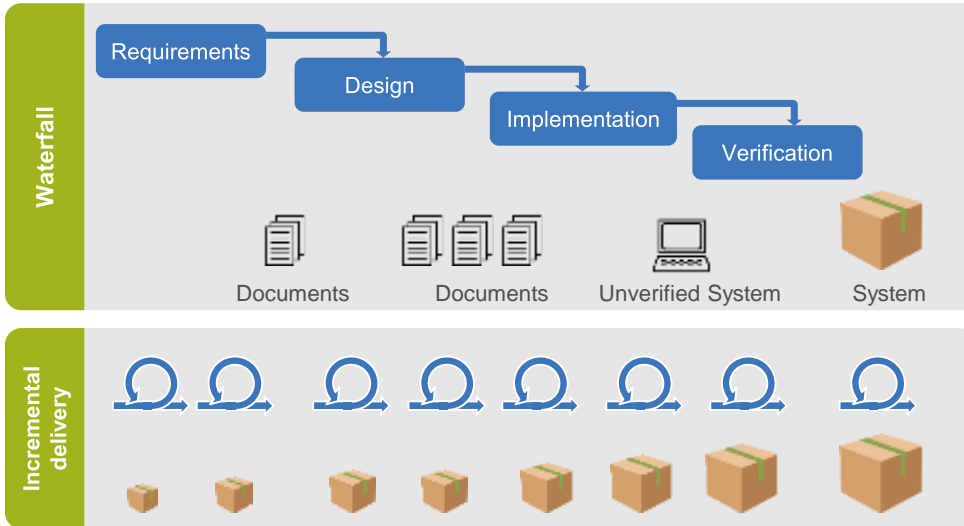 Waterfall
Requirements
Design
Implementation
Verification
Documents
Documents
Unverified System
System
Incremental
delivery